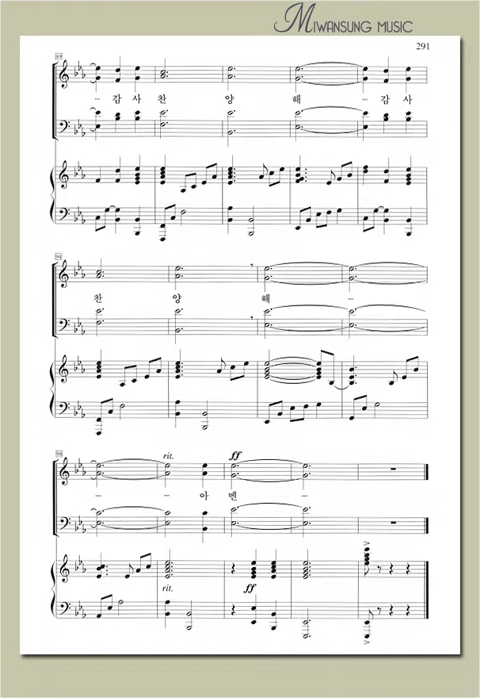 MIWANSUNG MUSIC
291
- 감 사 찬 양 해 - 감 사
찬 양 해 -
rit. ff
- - 아 멘 -
rit. ff